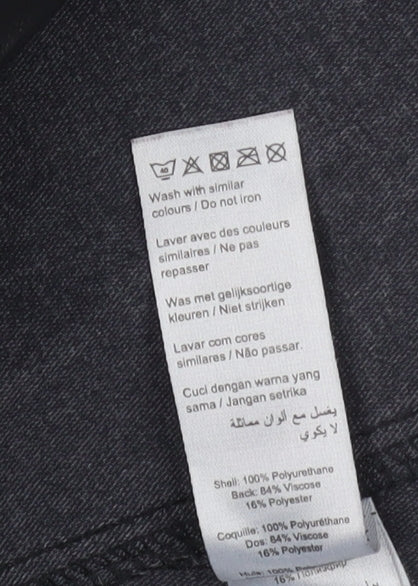 40
Wash with similar
colours / Do not iron
Laver avec des couleurs
similaires / Ne pas
repasser
Was met gelijksoortige
kleuren / Niet strijken
Lavar com cores
similares / Não passar.
Cuci dengan warna yang
sama / Jangan setrika
يغسل مع ألوان مماثلة
لا يكوي
Shell: 100% Polyurethane
Back: 84% Viscose
16% Polyester
Coquille: 100% Polyuréthane
Dos: 84% Viscose
16% Polyester